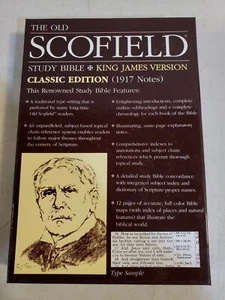 THE OLD
SCOFIELD
STUDY BIBLE ✠ KING JAMES VERSION
CLASSIC EDITION (1917 Notes)
This Renowned Study Bible Features:
• A traditional type setting that is
preferred by many long-time
Old Scofield readers.
• An unparalleled, subject-based topical
chain reference system enables readers
to follow major themes throughout
the entirety of Scripture.
• Enlightening introductions, complete
outline subheadings and a complete
chronology for each book of the Bible
• Illuminating, same page explanatory
notes.
• Comprehensive indexes to
annotations and subject chain
references which permit thorough
topical study.
• A detailed study Bible concordance
with integrated subject index and
dictionary of Scripture proper names.
• 12 pages of accurate, full color Bible
maps (with index of places and natural
features) that illustrate the
biblical world.
Type Sample